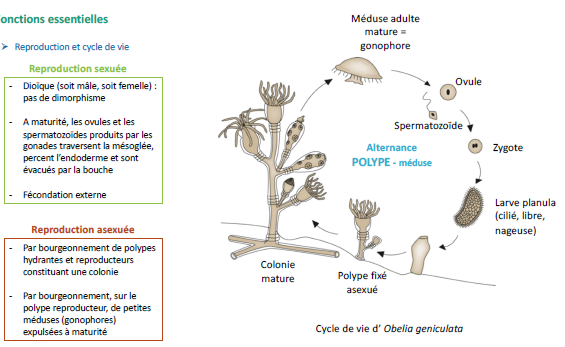 onctions essentielles
➤ Reproduction et cycle de vie
Reproduction sexuée
- Dioïque (soit mâle, soit femelle) :
pas de dimorphisme
- A maturité, les ovules et les
spermatozoïdes produits par les
gonades traversent la mésoglée,
percent l'endoderme et sont
évacués par la bouche
- Fécondation externe
Reproduction asexuée
- Par bourgeonnement de polypes
hydrantes et reproducteurs
constituant une colonie
- Par bourgeonnement, sur le
polype reproducteur, de petites
méduses (gonophores)
expulsées à maturité
Méduse adulte
mature =
gonophore
Ovule
Spermatozoïde
Zygote
Alternance
POLYPE - méduse
Larve planula
(cilié, libre,
nageuse)
Polype fixé
asexué
Colonie
mature
Cycle de vie d' Obelia geniculata